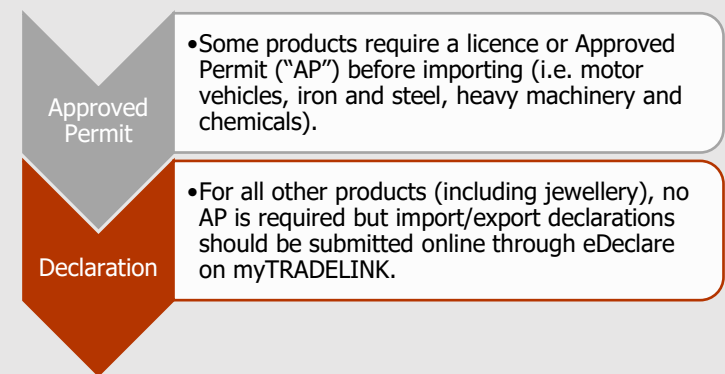 Approved
Permit
•Some products require a licence or Approved
Permit (“AP”) before importing (i.e. motor
vehicles, iron and steel, heavy machinery and
chemicals).
Declaration
•For all other products (including jewellery), no
AP is required but import/export declarations
should be submitted online through eDeclare
on myTRADELINK.